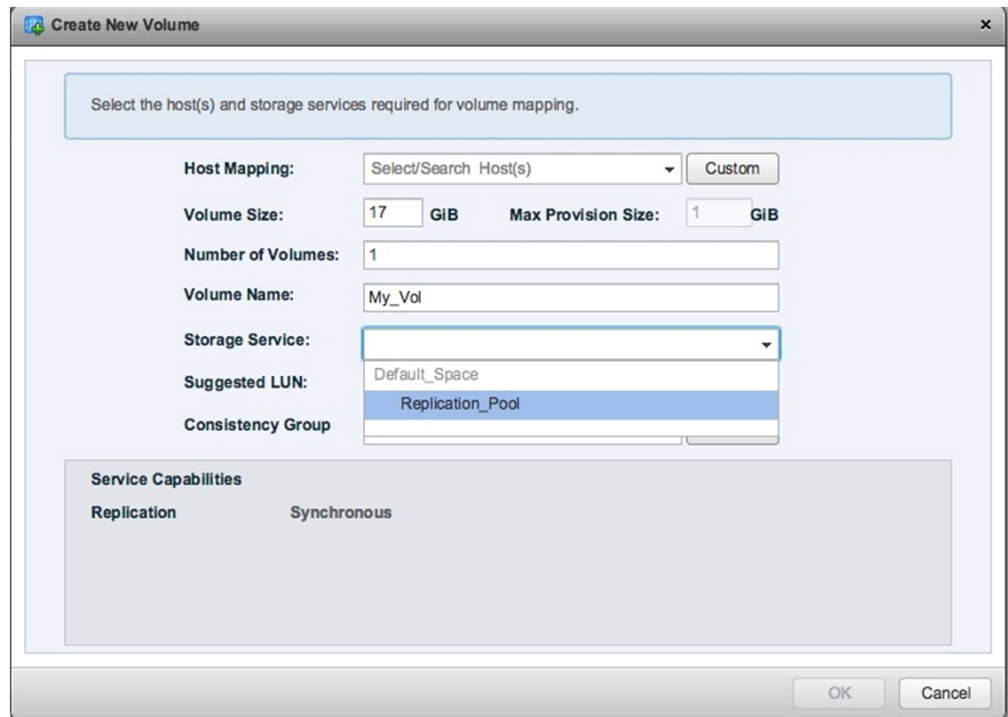 Create New Volume
Select the host(s) and storage services required for volume mapping.
Host Mapping: Select/Search Host(s) Custom
Volume Size: 17 GiB Max Provision Size: 1 GiB
Number of Volumes: 1
Volume Name: My_Vol
Storage Service:
Default_Space
Suggested LUN:
Replication_Pool
Consistency Group
Service Capabilities
Replication Synchronous
OK Cancel